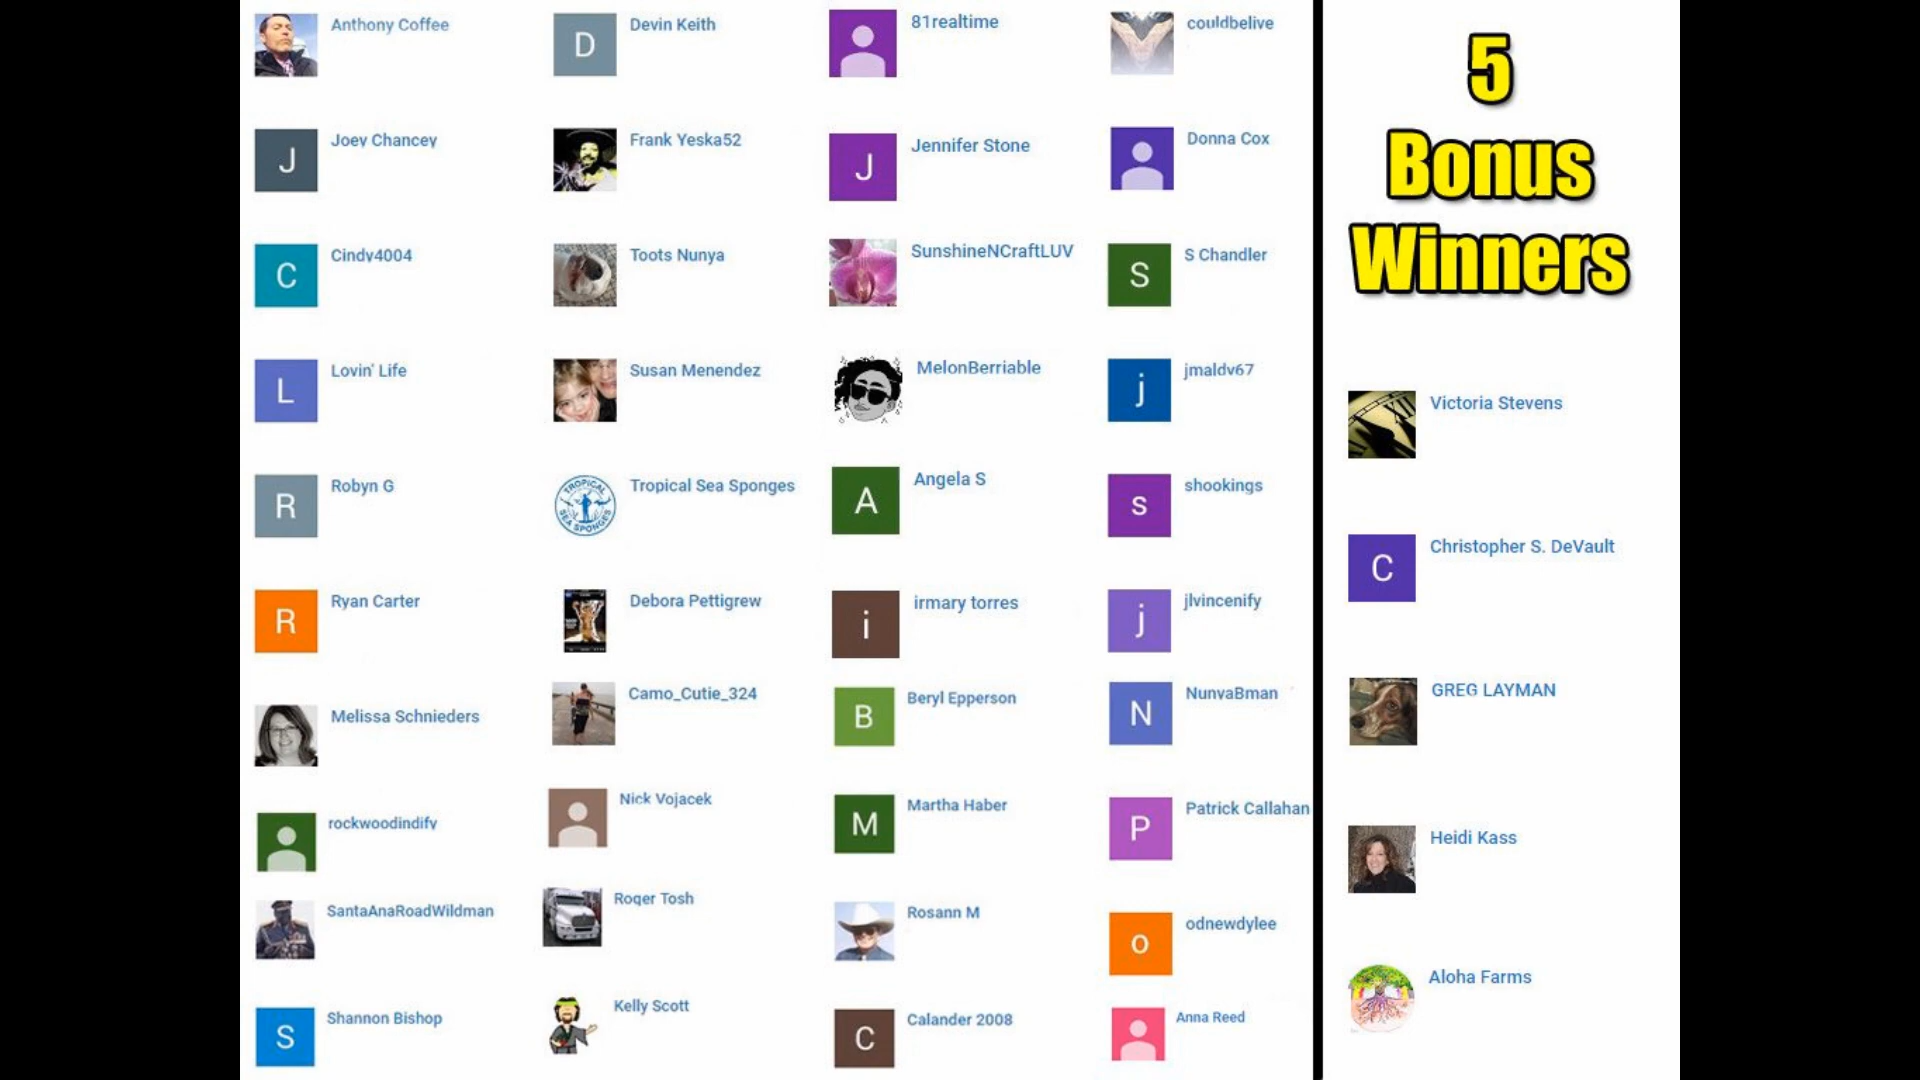 Anthony Coffee
J
Joey Chancey
C
Cindy4004
L
Lovin' Life
R
Robyn G
R
Ryan Carter
Melissa Schnieders
rockwoodindify
SantaAnaRoadWildman
S
Shannon Bishop
D
Devin Keith
Frank Yeska52
Toots Nunya
Susan Menendez
TROPICAL
SEA SPONGES
Tropical Sea Sponges
Debora Pettigrew
Camo_Cutie_324
Nick Vojacek
Roger Tosh
Kelly Scott
81realtime
J
Jennifer Stone
SunshineNCraftLUV
MelonBerriable
A
Angela S
i
irmary torres
B
Beryl Epperson
M
Martha Haber
Rosann M
C
Calander 2008
couldbelive
Donna Cox
S
S Chandler
j
jmaldv67
s
shookings
j
jlvincenify
N
NunyaBman
P
Patrick Callahan
o
odnewdylee
Anna Reed
5
Bonus
Winners
XII
Victoria Stevens
C
Christopher S. DeVault
GREG LAYMAN
Heidi Kass
Aloha Farms